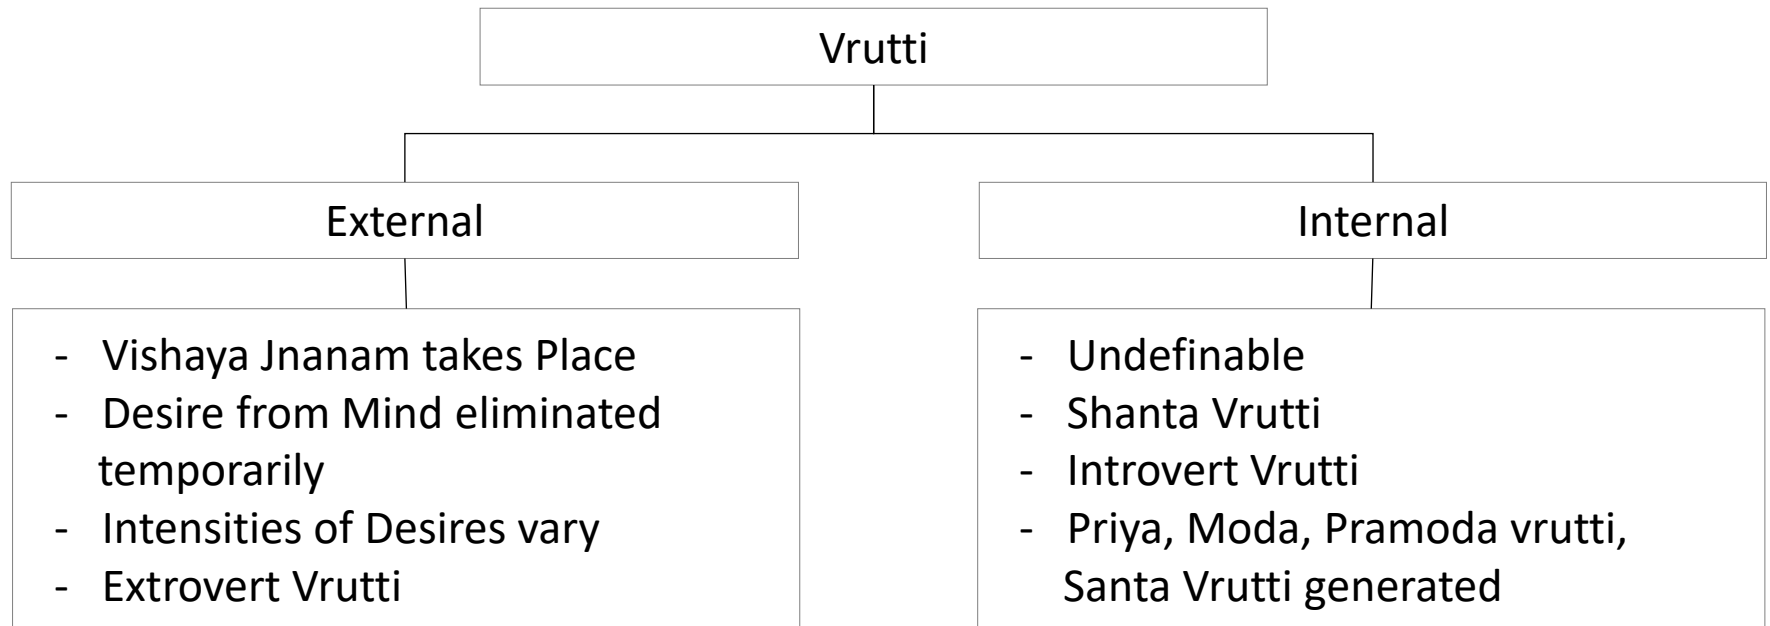 Vrutti
External
Internal
- Vishaya Jnanam takes Place
- Desire from Mind eliminated
temporarily
- Intensities of Desires vary
- Extrovert Vrutti
- Undefinable
- Shanta Vrutti
- Introvert Vrutti
- Priya, Moda, Pramoda vrutti,
Santa Vrutti generated